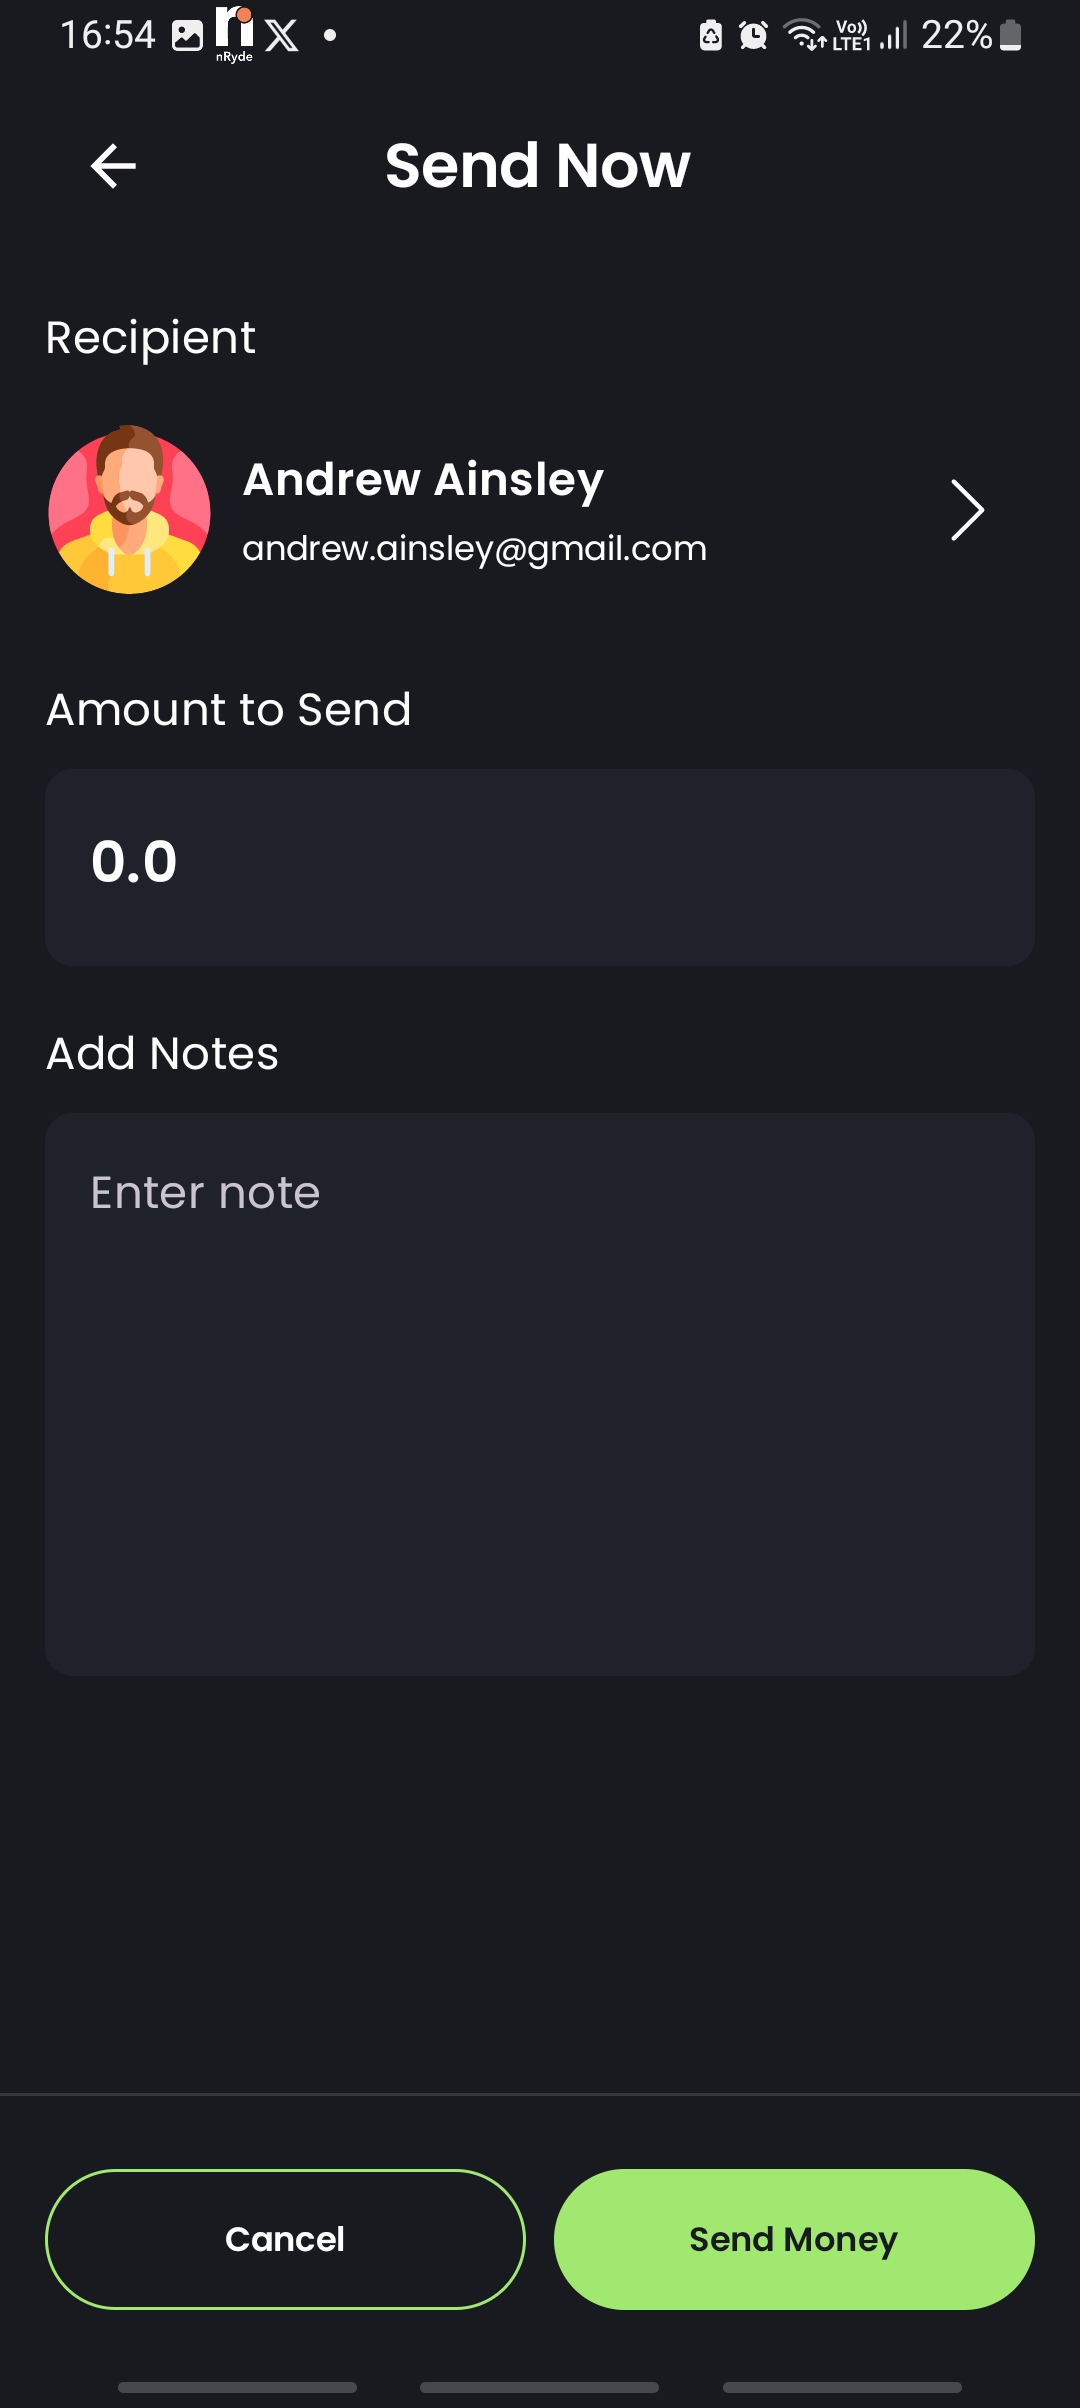 16:54
nRyde
Vo))
LTE1
22%
Send Now
Recipient
Andrew Ainsley
andrew.ainsley@gmail.com
Amount to Send
0.0
Add Notes
Enter note
Cancel
Send Money